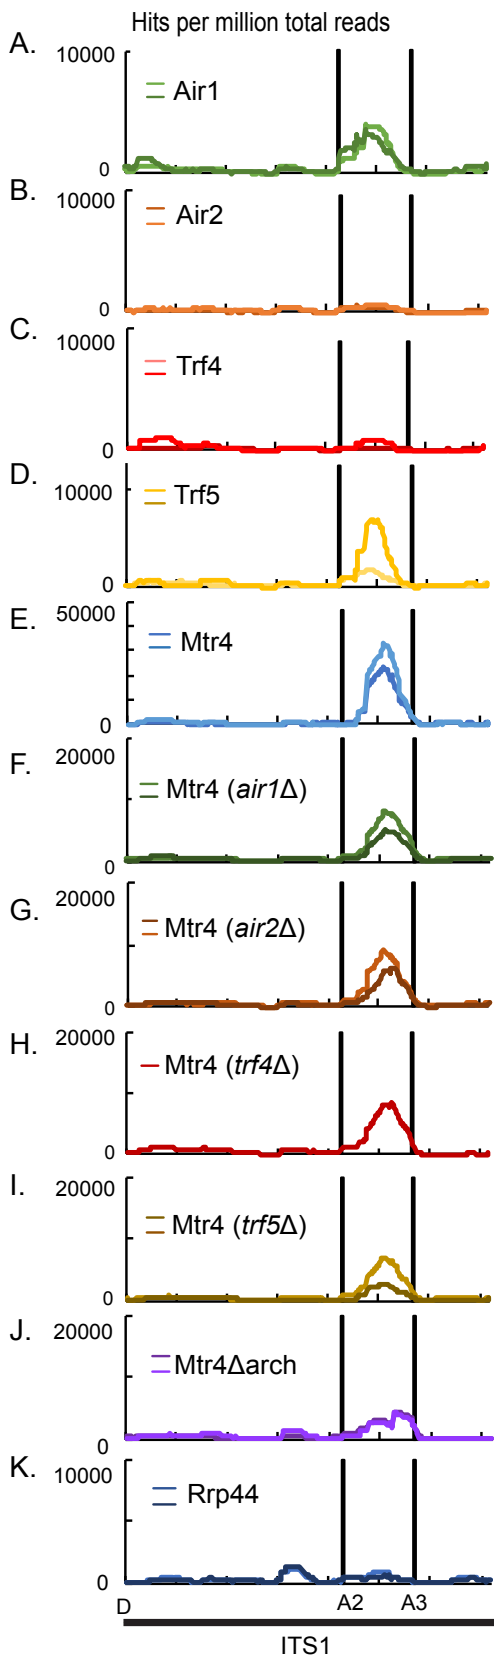 Hits per million total reads
A.
10000
Air1
0
B.
10000
Air2
0
C.
10000
Trf4
0
D.
10000
Trf5
0
E.
50000
Mtr4
0
F.
20000
Mtr4 (air1Δ)
0
G.
20000
Mtr4 (air2Δ)
0
H.
20000
Mtr4 (trf4Δ)
0
I.
20000
Mtr4 (trf5Δ)
0
J.
20000
Mtr4Δarch
0
K.
10000
Rrp44
0
D A2 A3
ITS1